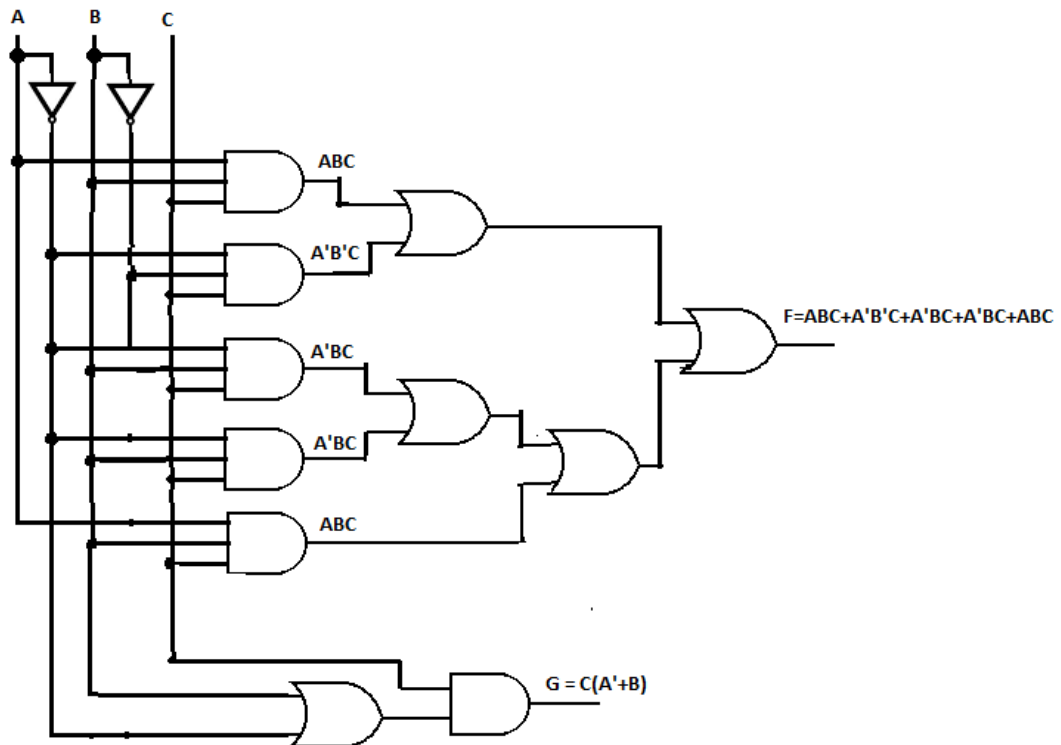 A B C
ABC
A'B'C
F=ABC+A'B'C+A'BC+A'BC+ABC
A'BC
A'BC
ABC
G = C(A'+B)